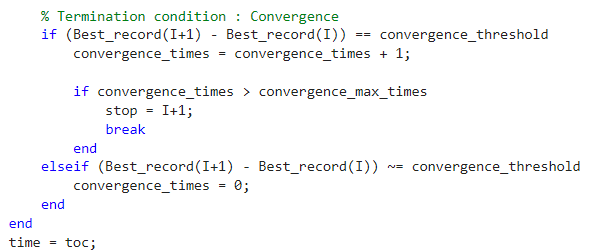 % Termination condition : Convergence
if (Best_record(I+1) - Best_record(I)) == convergence_threshold
convergence_times = convergence_times + 1;
if convergence_times > convergence_max_times
stop = I+1;
break
end
elseif (Best_record(I+1) - Best_record(I)) ~= convergence_threshold
convergence_times = 0;
end
end
time = toc;